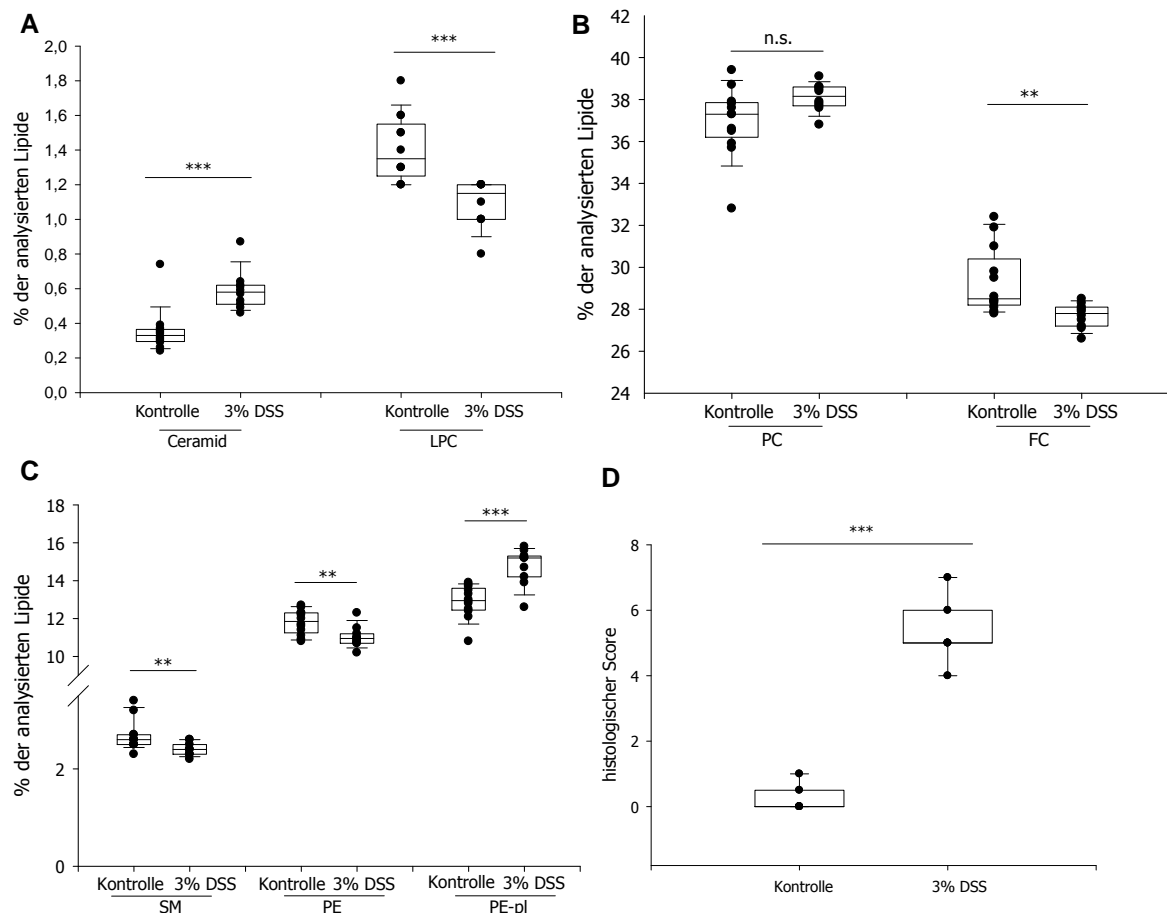 A
% der analysierten Lipide
2,0
1,8
1,6
1,4
1,2
1,0
0,8
0,6
0,4
0,2
0,0
***
***
Kontrolle 3% DSS Kontrolle 3% DSS
Ceramid LPC
B
% der analysierten Lipide
42
40
38
36
34
32
30
28
26
24
n.s.
**
Kontrolle 3% DSS Kontrolle 3% DSS
PC FC
C
% der analysierten Lipide
18
16
14
12
10
2
0
**
**
***
Kontrolle 3% DSS Kontrolle 3% DSS Kontrolle 3% DSS
SM PE PE-pl
D
histologischer Score
8
6
4
2
0
***
Kontrolle 3% DSS